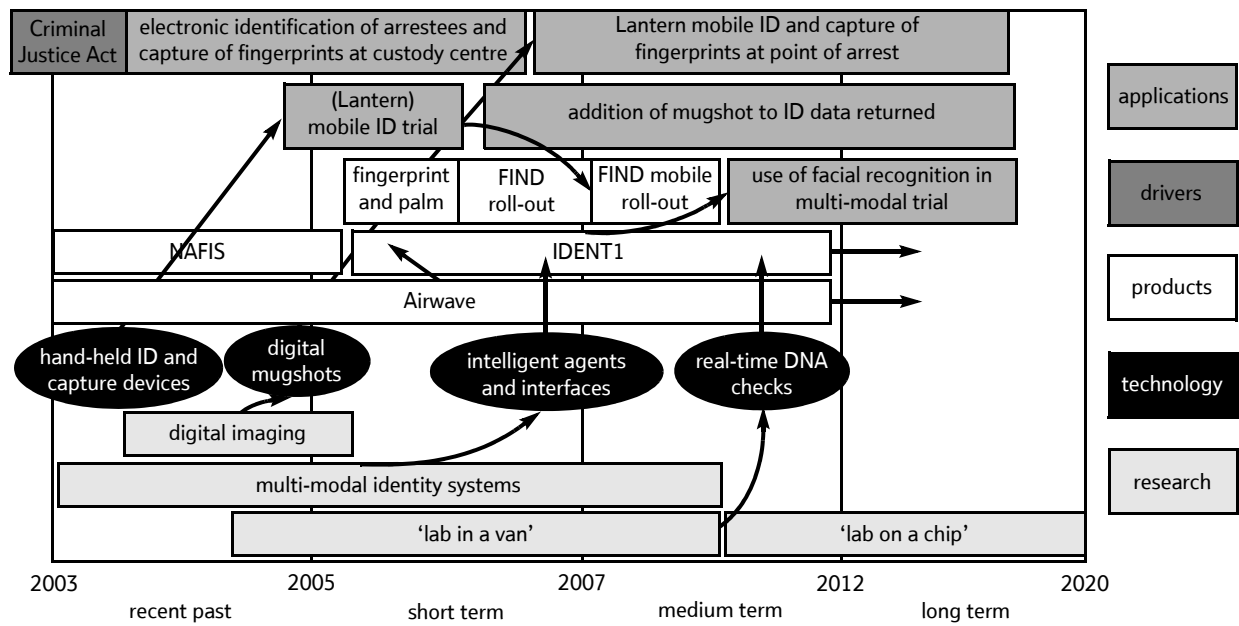 Criminal
Justice Act
electronic identification of arrestees and
capture of fingerprints at custody centre
Lantern mobile ID and capture of
fingerprints at point of arrest
(Lantern)
mobile ID trial
addition of mugshot to ID data returned
fingerprint
and palm
FIND
roll-out
FIND mobile
roll-out
use of facial recognition in
multi-modal trial
NAFIS
IDENT1
Airwave
hand-held ID and
capture devices
digital
mugshots
intelligent agents
and interfaces
real-time DNA
checks
digital imaging
multi-modal identity systems
‘lab in a van’
‘lab on a chip’
2003
2005
2007
2012
2020
recent past
short term
medium term
long term
applications
drivers
products
technology
research